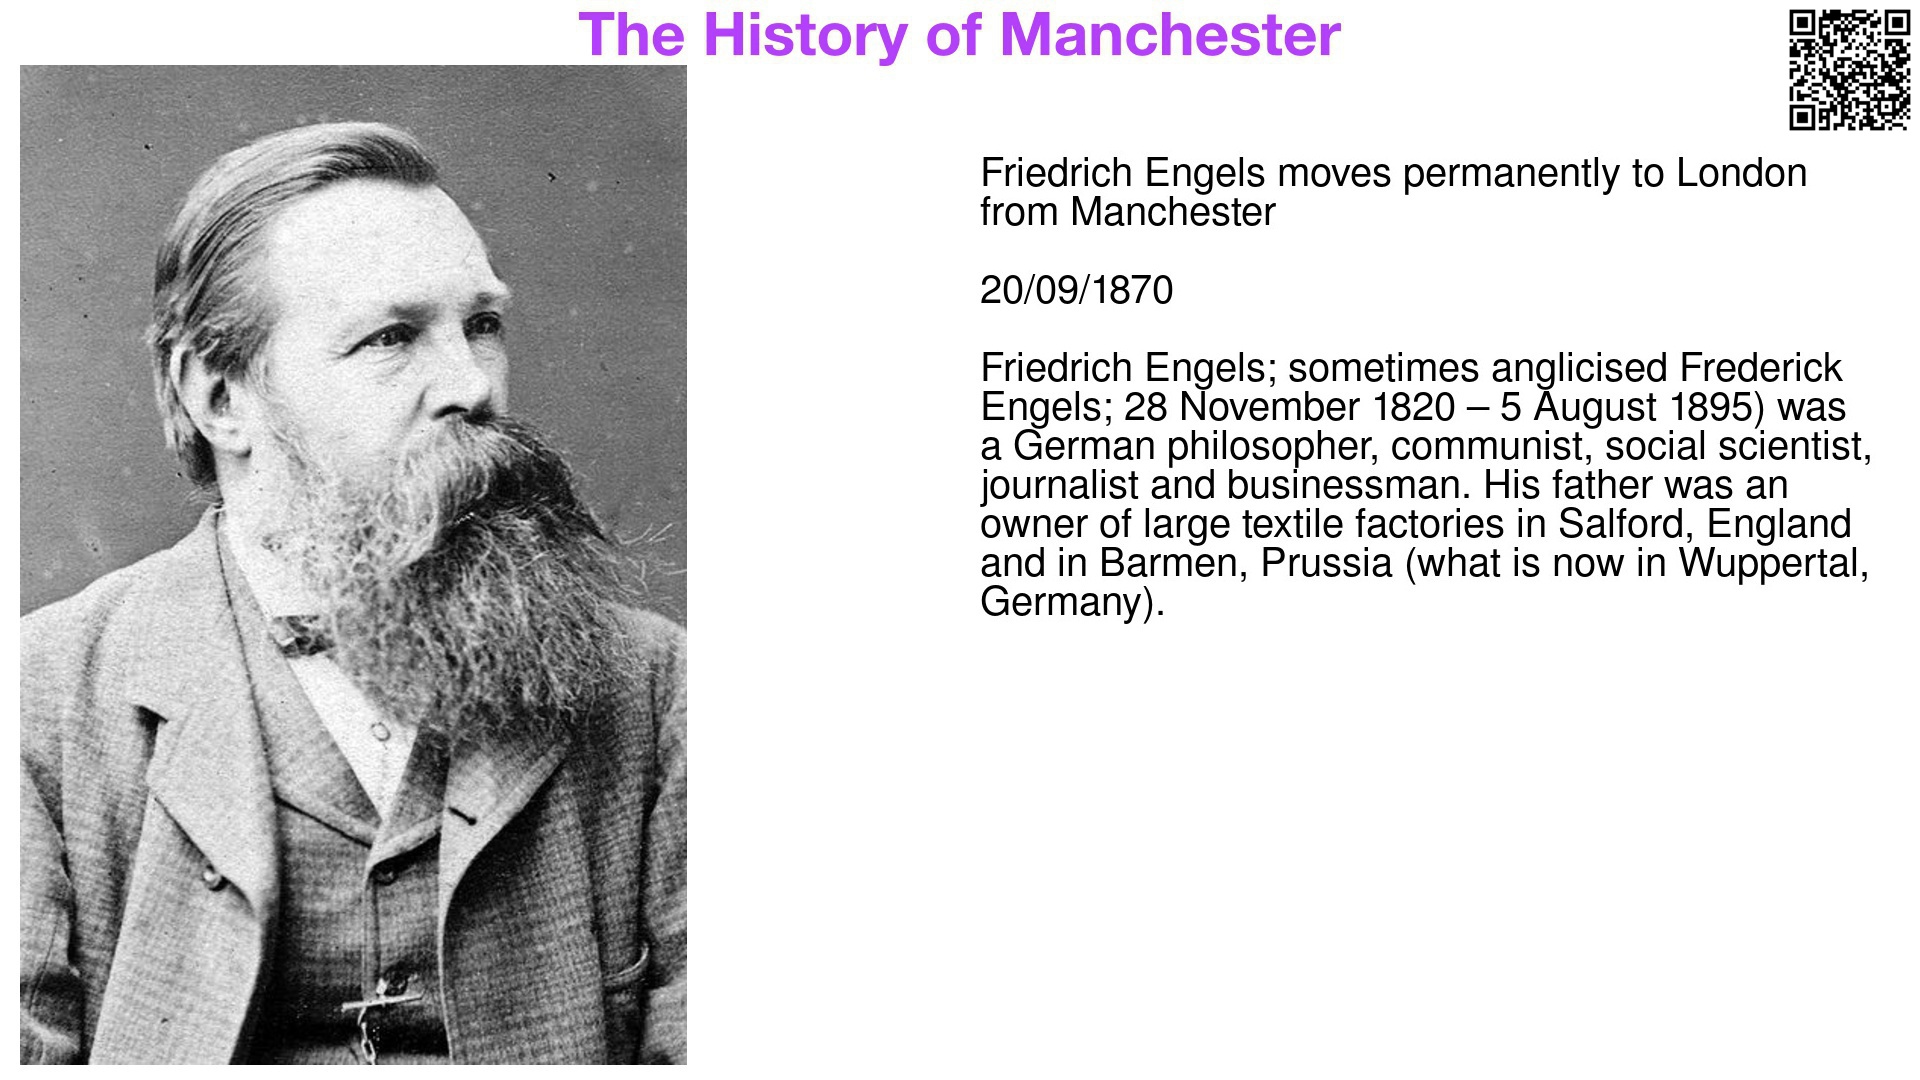 The History of Manchester
Friedrich Engels moves permanently to London
from Manchester
20/09/1870
Friedrich Engels; sometimes anglicised Frederick
Engels; 28 November 1820 – 5 August 1895) was
a German philosopher, communist, social scientist,
journalist and businessman. His father was an
owner of large textile factories in Salford, England
and in Barmen, Prussia (what is now in Wuppertal,
Germany).